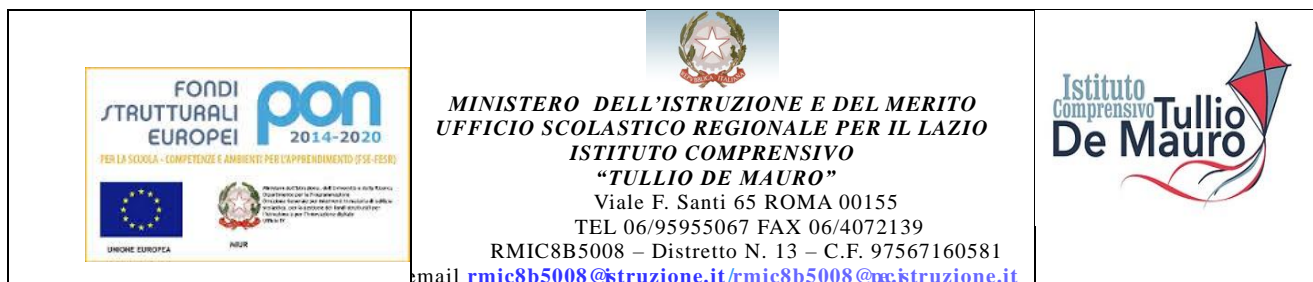 FONDI
STRUTTURALI
EUROPEI
pon
2014-2020
PER LA SCUOLA - COMPETENZE E AMBIENTI PER L'APPRENDIMENTO (FSE-FESR)
UNIONE EUROPEA
MIUR
REPVBBLICA ITALIANA
MINISTERO DELL'ISTRUZIONE E DEL MERITO
UFFICIO SCOLASTICO REGIONALE PER IL LAZIO
ISTITUTO COMPRENSIVO
"TULLIO DE MAURO"
Viale F. Santi 65 ROMA 00155
TEL 06/95955067 FAX 06/4072139
RMIC8B5008 – Distretto N. 13 – C.F. 97567160581
email rmic8b5008@istruzione.it/rmic8b5008@pec.istruzione.it
Istituto
Comprensivo Tullio
De Mauro